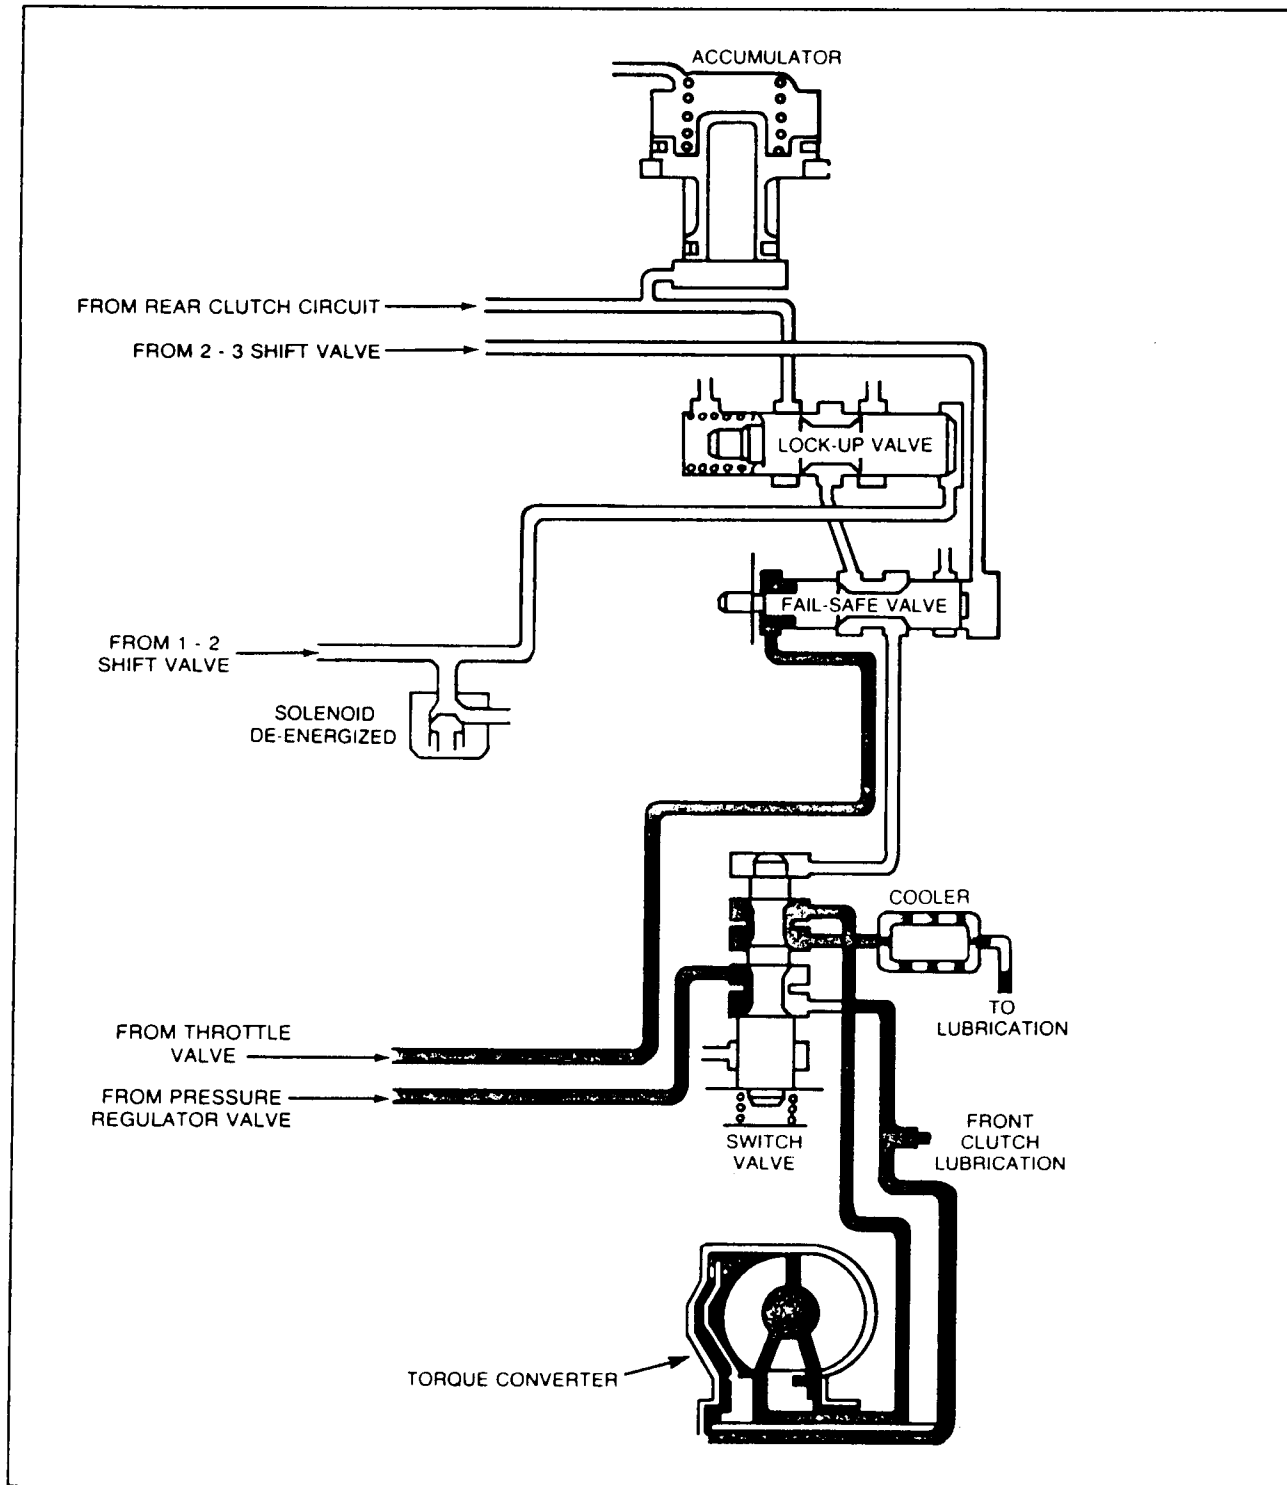 ACCUMULATOR
FROM REAR CLUTCH CIRCUIT
FROM 2 - 3 SHIFT VALVE
LOCK-UP VALVE
FAIL-SAFE VALVE
FROM 1 - 2
SHIFT VALVE
SOLENOID
DE-ENERGIZED
COOLER
TO
LUBRICATION
FROM THROTTLE
VALVE
FROM PRESSURE
REGULATOR VALVE
SWITCH
VALVE
FRONT
CLUTCH
LUBRICATION
TORQUE CONVERTER